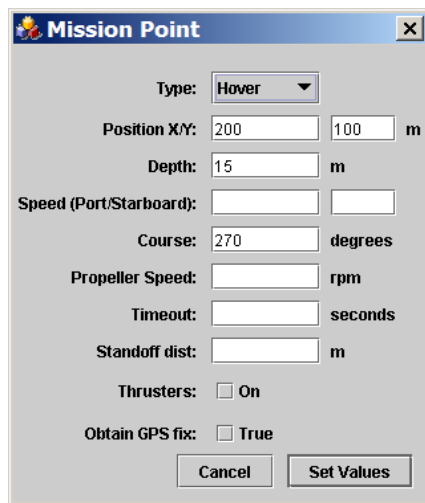 Mission Point
Type: Hover
Position X/Y: 200 100 m
Depth: 15 m
Speed (Port/Starboard):
Course: 270 degrees
Propeller Speed: rpm
Timeout: seconds
Standoff dist: m
Thrusters: On
Obtain GPS fix: True
Cancel Set Values